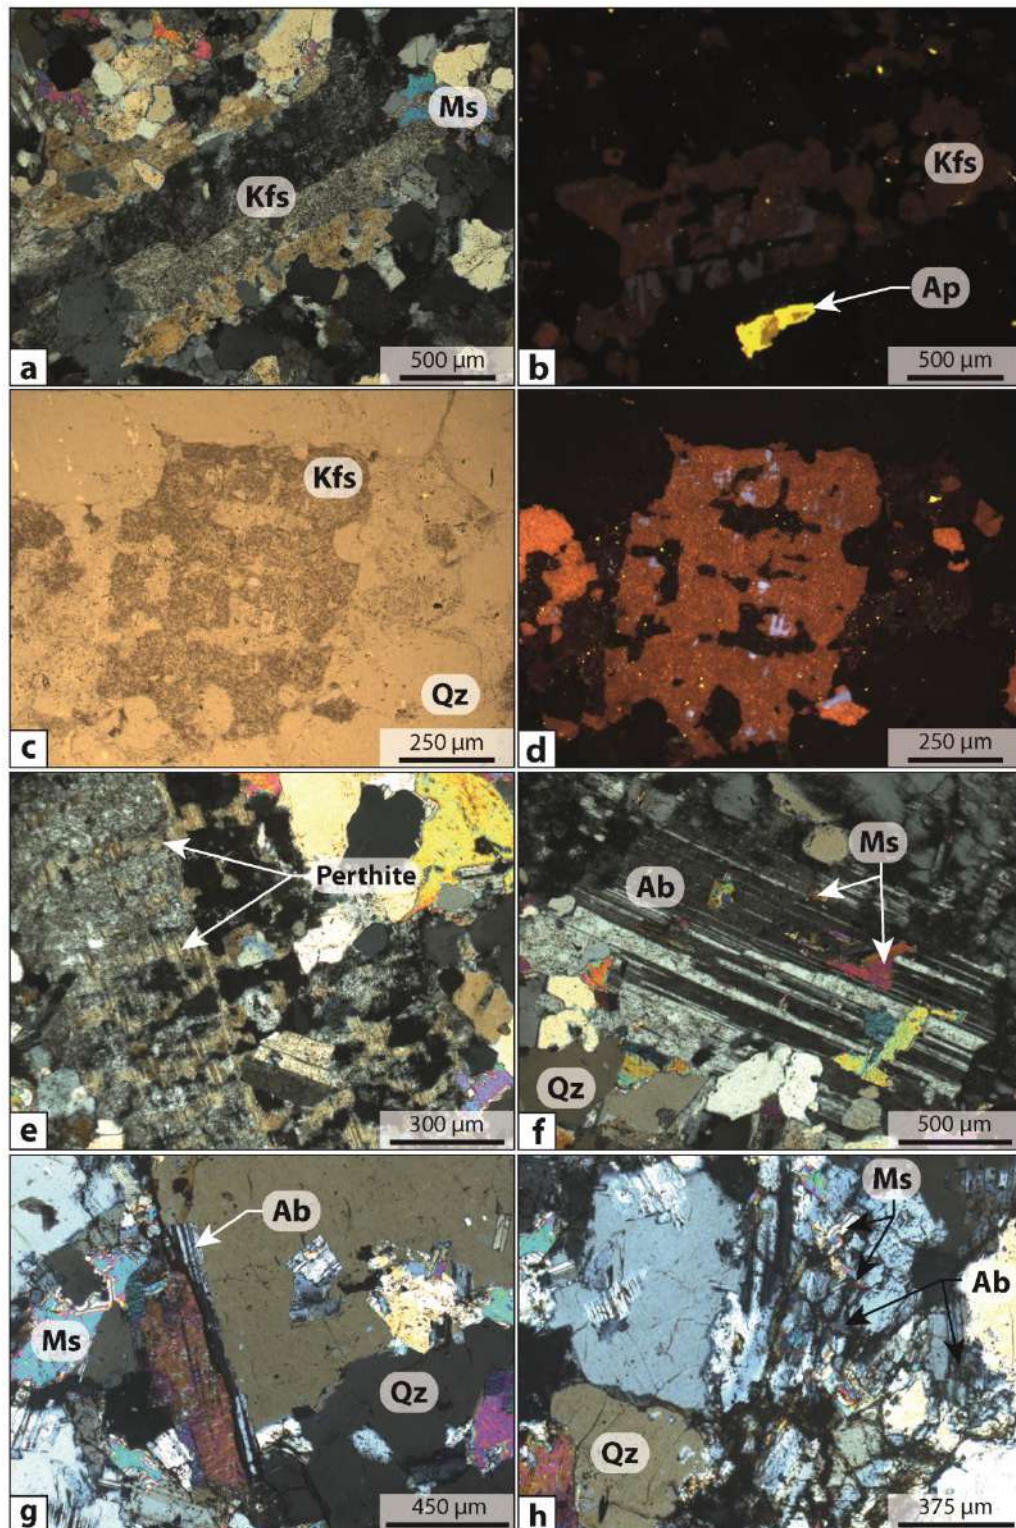 Ms
Kfs
a
500 µm
Kfs
Ap
b
500 µm
Kfs
Qz
c
250 µm
d
250 µm
Perthite
e
300 µm
Ms
Ab
Qz
f
500 µm
Ab
Ms
Qz
g
450 µm
Ms
Ab
Qz
h
375 µm